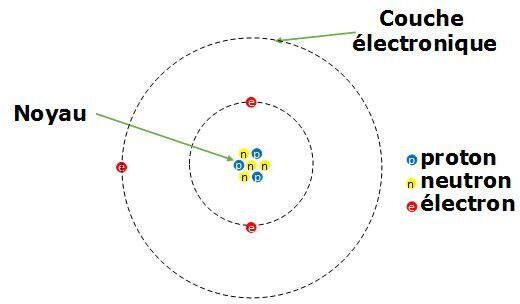 Couche
électronique
Noyau
e
n p
e p n n
n p
e
p proton
n neutron
e électron